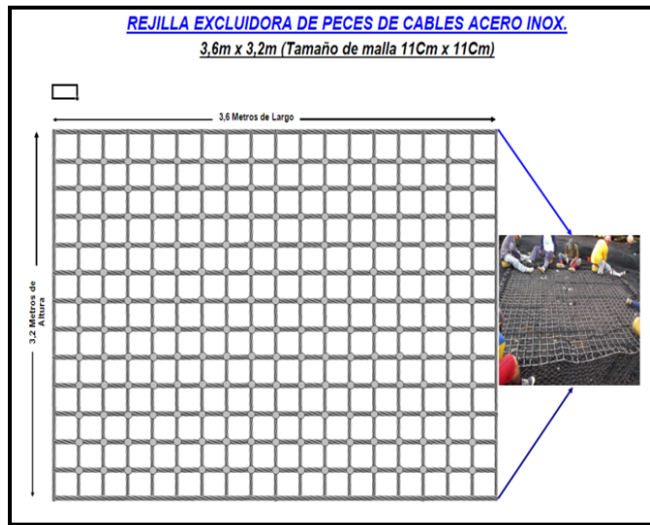 REJILLA EXCLUIDORA DE PECES DE CABLES ACERO INOX.
3,6m x 3,2m (Tamaño de malla 11Cm x 11Cm)
3,6 Metros de Largo
3,2 Metros de
Altura